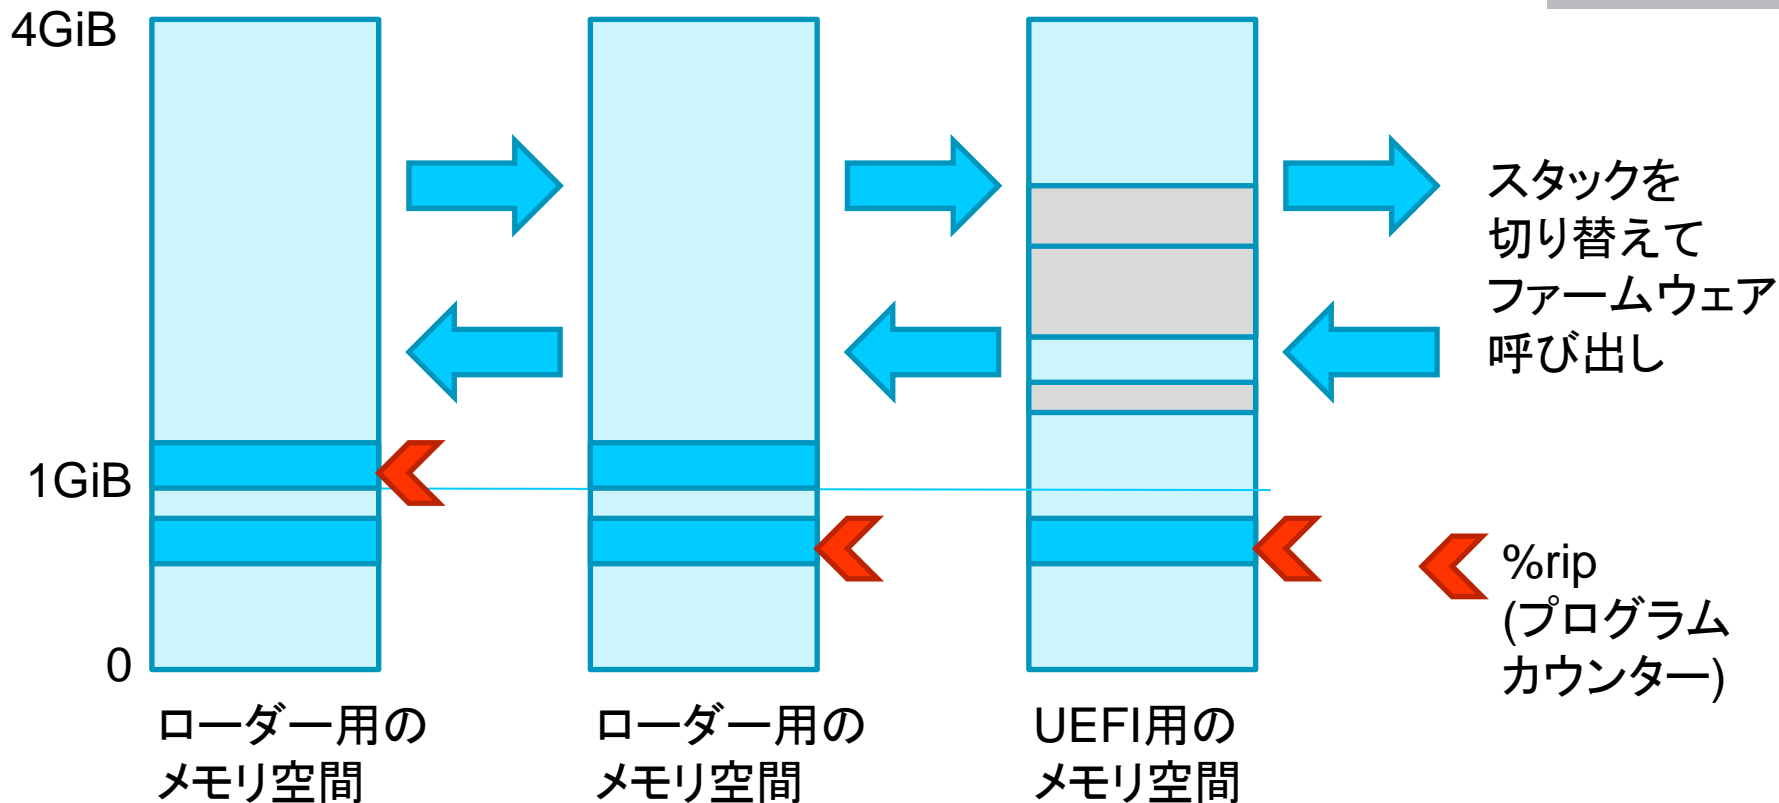 4GiB
1GiB
0
ローダー用の
メモリ空間
ローダー用の
メモリ空間
UEFI用の
メモリ空間
スタックを
切り替えて
ファームウェア
呼び出し
%rip
(プログラム
カウンター)